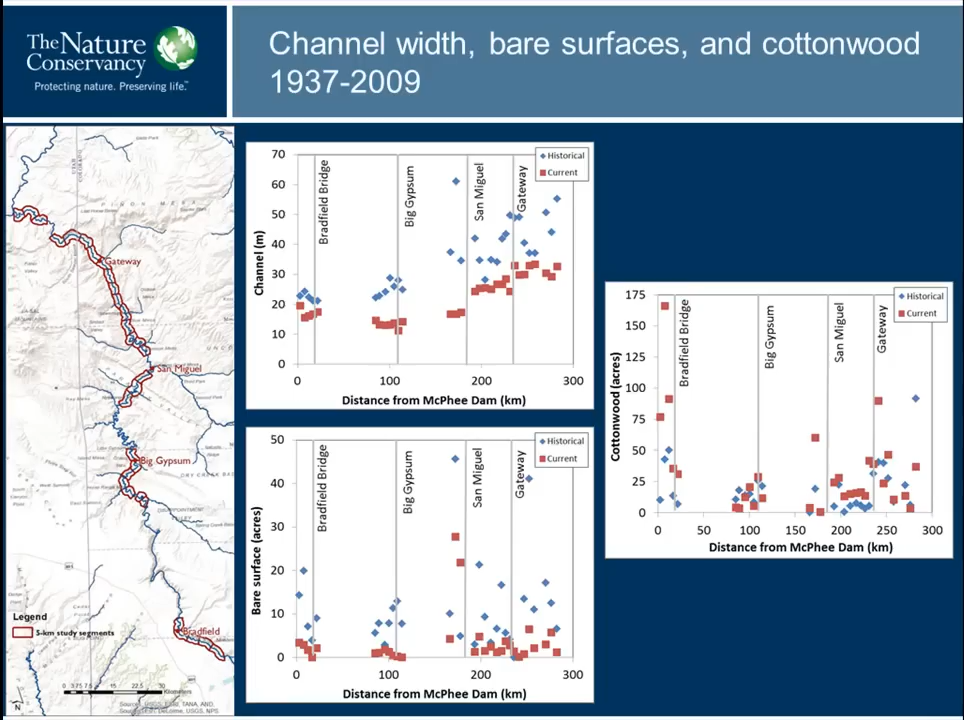 The Nature
Conservancy
Protecting nature. Preserving life.™
Channel width, bare surfaces, and cottonwood
1937-2009
Gateway
San Miguel
Big Gypsum
Bradfield
Legend
5-km study segments
Kilometers
N
70
60
50
40
30
20
10
0
Channel (m)
Bradfield Bridge
Big Gypsum
San Miguel
Gateway
Historical
Current
0 100 200 300
Distance from McPhee Dam (km)
50
40
30
20
10
0
Bare surface (acres)
Bradfield Bridge
Big Gypsum
San Miguel
Gateway
Historical
Current
0 100 200 300
Distance from McPhee Dam (km)
175
150
125
100
75
50
25
0
Cottonwood (acres)
Bradfield Bridge
Big Gypsum
San Miguel
Gateway
Historical
Current
0 50 100 150 200 250 300
Distance from McPhee Dam (km)